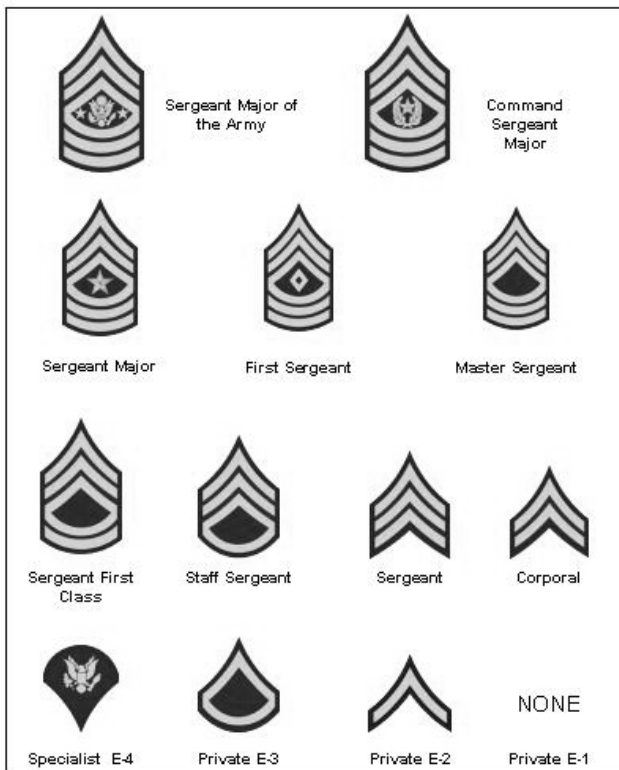 Sergeant Major of
the Army
Command
Sergeant
Major
Sergeant Major
First Sergeant
Master Sergeant
Sergeant First
Class
Staff Sergeant
Sergeant
Corporal
NONE
Specialist E-4
Private E-3
Private E-2
Private E-1